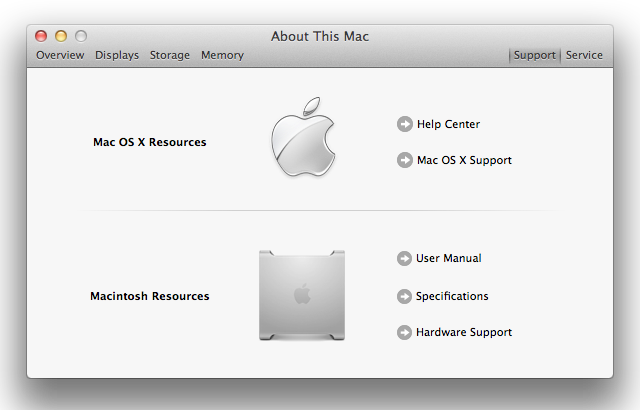 About This Mac
Overview Displays Storage Memory Support Service
Mac OS X Resources
Help Center
Mac OS X Support
Macintosh Resources
User Manual
Specifications
Hardware Support